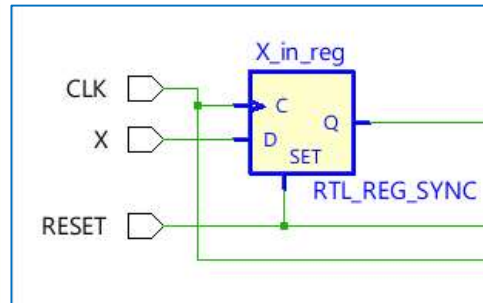 X_in_reg
CLK
C
Q
X
D
SET
RTL_REG_SYNC
RESET